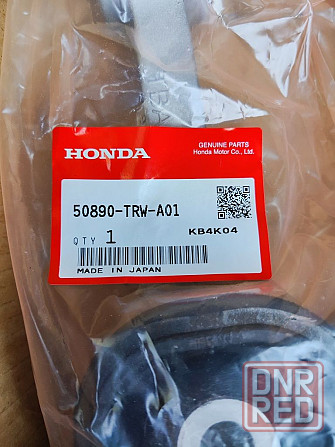 GENUINE PARTS
HONDA
Honda Motor Co., Ltd.
50890-TRW-A01
QTY 1
KB4K04
MADE IN JAPAN
DNR
RED